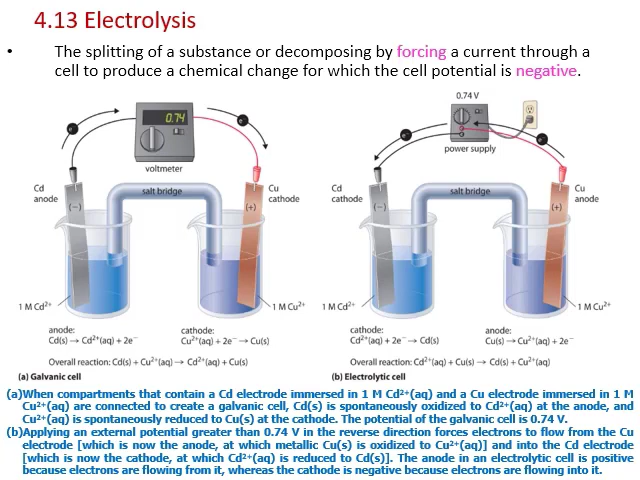 4.13 Electrolysis
• The splitting of a substance or decomposing by forcing a current through a
cell to produce a chemical change for which the cell potential is negative.
0.74
voltmeter
Cd
anode
(−)
salt bridge
Cu
cathode
(+)
1 M Cd²⁺
1 M Cu²⁺
anode:
Cd(s) → Cd²⁺(aq) + 2e⁻
cathode:
Cu²⁺(aq) + 2e⁻ → Cu(s)
Overall reaction: Cd(s) + Cu²⁺(aq) → Cd²⁺(aq) + Cu(s)
(a) Galvanic cell
0.74 V
power supply
Cd
cathode
(−)
salt bridge
Cu
anode
(+)
1 M Cd²⁺
1 M Cu²⁺
cathode:
Cd²⁺(aq) + 2e⁻ → Cd(s)
anode:
Cu(s) → Cu²⁺(aq) + 2e⁻
Overall reaction: Cd²⁺(aq) + Cu(s) → Cd(s) + Cu²⁺(aq)
(b) Electrolytic cell
(a)When compartments that contain a Cd electrode immersed in 1 M Cd²⁺(aq) and a Cu electrode immersed in 1 M
Cu²⁺(aq) are connected to create a galvanic cell, Cd(s) is spontaneously oxidized to Cd²⁺(aq) at the anode, and
Cu²⁺(aq) is spontaneously reduced to Cu(s) at the cathode. The potential of the galvanic cell is 0.74 V.
(b)Applying an external potential greater than 0.74 V in the reverse direction forces electrons to flow from the Cu
electrode [which is now the anode, at which metallic Cu(s) is oxidized to Cu²⁺(aq)] and into the Cd electrode
[which is now the cathode, at which Cd²⁺(aq) is reduced to Cd(s)]. The anode in an electrolytic cell is positive
because electrons are flowing from it, whereas the cathode is negative because electrons are flowing into it.